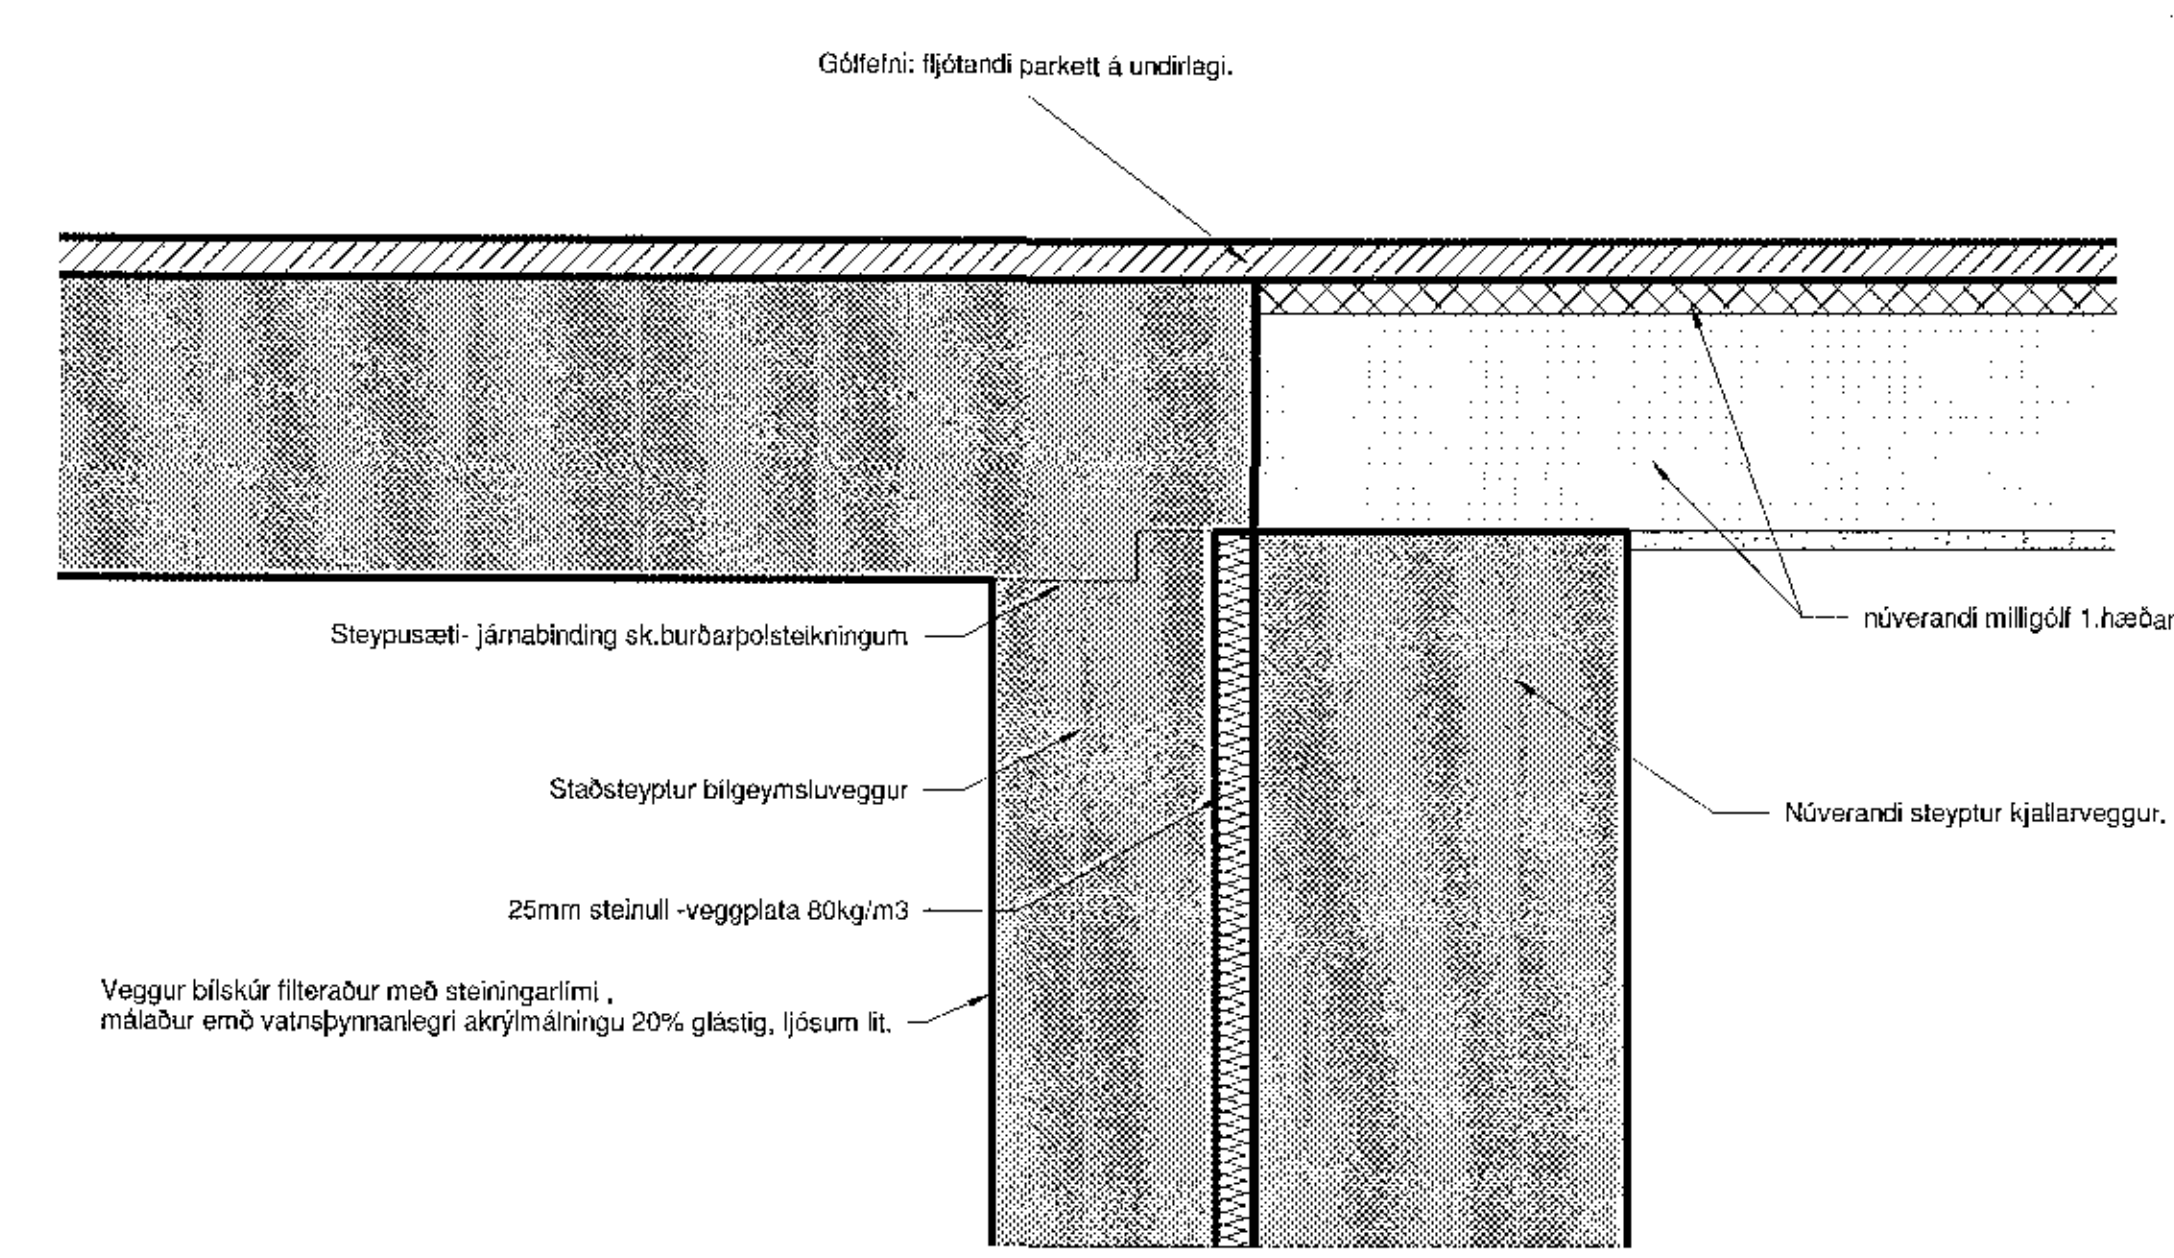 Gólfefni: fljótandi parkett á undirlagi.
Steypusæti- járnabinding sk.burðarþolsteikningum
núverandi milligólf 1.hæðar
Staðsteyptur bílgeymsluveggur
Núverandi steyptur kjallarveggur.
25mm steinull -veggplata 80kg/m3
Veggur bílskúr filteraður með steiningarlími ,
málaður emð vatnsþynnanlegri akrýlmálningu 20% glástig, ljósum lit.